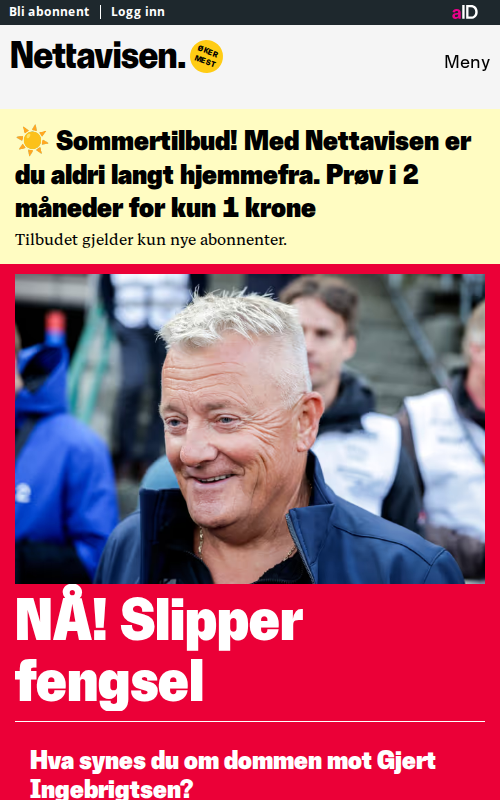 Bli abonnent | Logg inn
aID
Nettavisen.
ØKER
MEST
Meny
☀️ Sommertilbud! Med Nettavisen er
du aldri langt hjemmefra. Prøv i 2
måneder for kun 1 krone
Tilbudet gjelder kun nye abonnenter.
NÅ! Slipper
fengsel
Hva synes du om dommen mot Gjert
Ingebrigtsen?